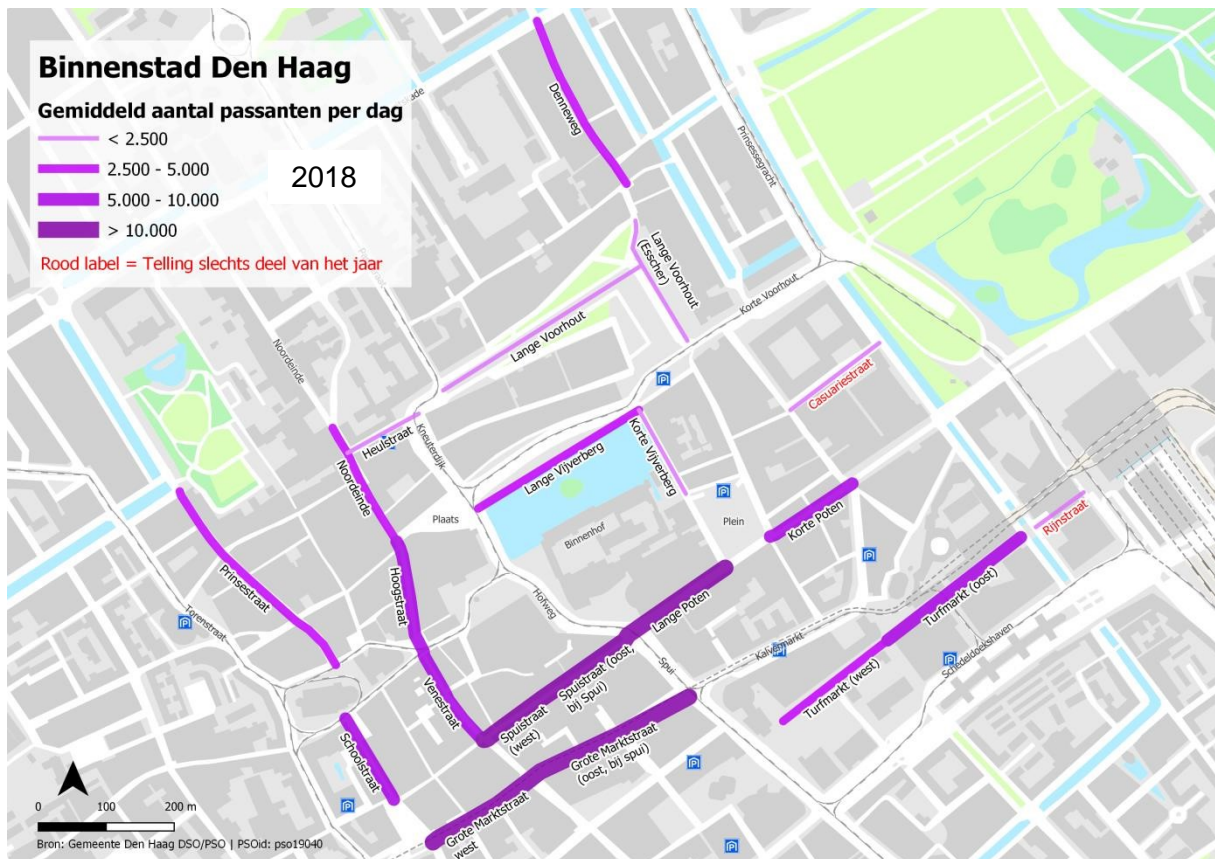 Binnenstad Den Haag
Gemiddeld aantal passanten per dag
< 2.500
2.500 - 5.000
5.000 - 10.000
> 10.000
2018
Rood label = Telling slechts deel van het jaar
Denneweg
Prinsessegracht
Lange Voorhout
(Esscher)
Korte Voorhout
Lange Voorhout
Noordeinde
Casuariestraat
Heulstraat
Kneuterdijk
Korte Vijverberg
Lange Vijverberg
Noordeinde
Plaats
Plein
Binnenhof
Korte Poten
Rijnstraat
Prinsestraat
Hoogstraat
Hofweg
Torenstraat
Lange Poten
Turfmarkt (oost)
Kalvermarkt
Schedeldoekshaven
Spui
Venestraat
Spuistraat (oost,
bij Spui)
Spuistraat
(west)
Turfmarkt (west)
Schoolstraat
Grote Marktstraat
(oost, bij spui)
Grote Marktstraat
west
P
P
P
P
P
P
P
P
P
P
0 100 200 m
Bron: Gemeente Den Haag DSO/PSO | PSOid: pso19040